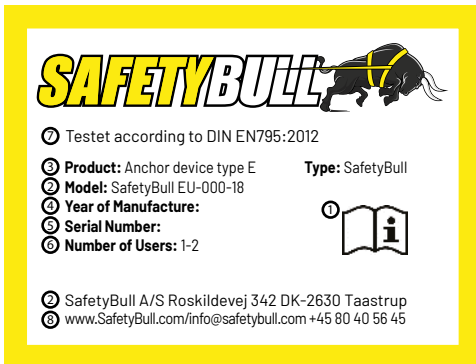 SAFETYBULL
7 Testet according to DIN EN795:2012
3 Product: Anchor device type E Type: SafetyBull
2 Model: SafetyBull EU-000-18
4 Year of Manufacture:
1
5 Serial Number:
6 Number of Users: 1-2
i
2 SafetyBull A/S Roskildevej 342 DK-2630 Taastrup
8 www.SafetyBull.com/info@safetybull.com +45 80 40 56 45